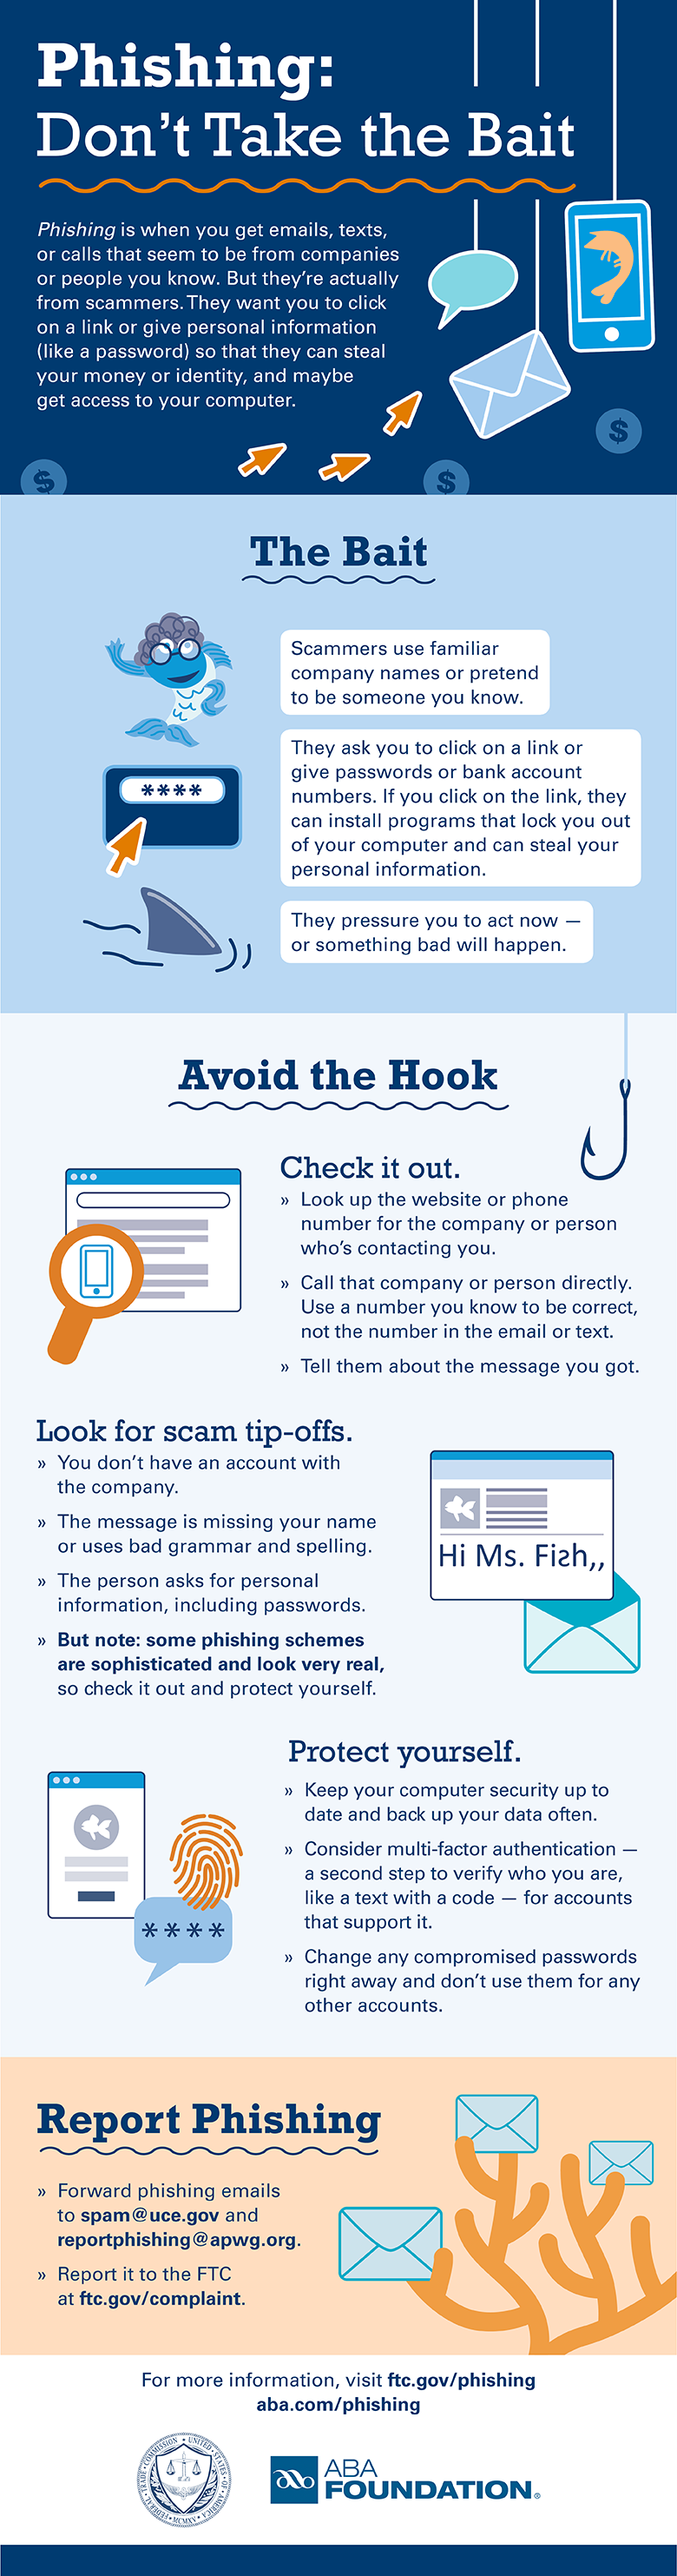 Phishing:
Don't Take the Bait
Phishing is when you get emails, texts,
or calls that seem to be from companies
or people you know. But they're actually
from scammers. They want you to click
on a link or give personal information
(like a password) so that they can steal
your money or identity, and maybe
get access to your computer.
$
$
$
The Bait
Scammers use familiar
company names or pretend
to be someone you know.
They ask you to click on a link or
give passwords or bank account
numbers. If you click on the link, they
can install programs that lock you out
of your computer and can steal your
personal information.
****
They pressure you to act now —
or something bad will happen.
Avoid the Hook
Check it out.
» Look up the website or phone
number for the company or person
who's contacting you.
» Call that company or person directly.
Use a number you know to be correct,
not the number in the email or text.
» Tell them about the message you got.
Look for scam tip-offs.
» You don't have an account with
the company.
» The message is missing your name
or uses bad grammar and spelling.
» The person asks for personal
information, including passwords.
» But note: some phishing schemes
are sophisticated and look very real,
so check it out and protect yourself.
Hi Ms. Fish,,
Protect yourself.
» Keep your computer security up to
date and back up your data often.
» Consider multi-factor authentication —
a second step to verify who you are,
like a text with a code — for accounts
that support it.
» Change any compromised passwords
right away and don't use them for any
other accounts.
****
Report Phishing
» Forward phishing emails
to spam@uce.gov and
reportphishing@apwg.org.
» Report it to the FTC
at ftc.gov/complaint.
For more information, visit ftc.gov/phishing
aba.com/phishing
FEDERAL TRADE COMMISSION • UNITED STATES OF AMERICA
MCMXV
ABA
FOUNDATION®